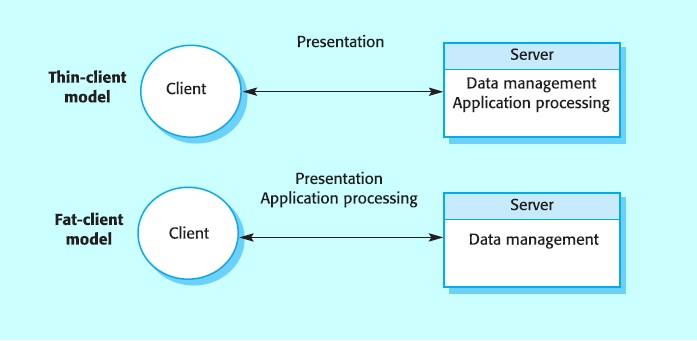 Presentation
Thin-client
model
Client
Server
Data management
Application processing
Presentation
Application processing
Fat-client
model
Client
Server
Data management